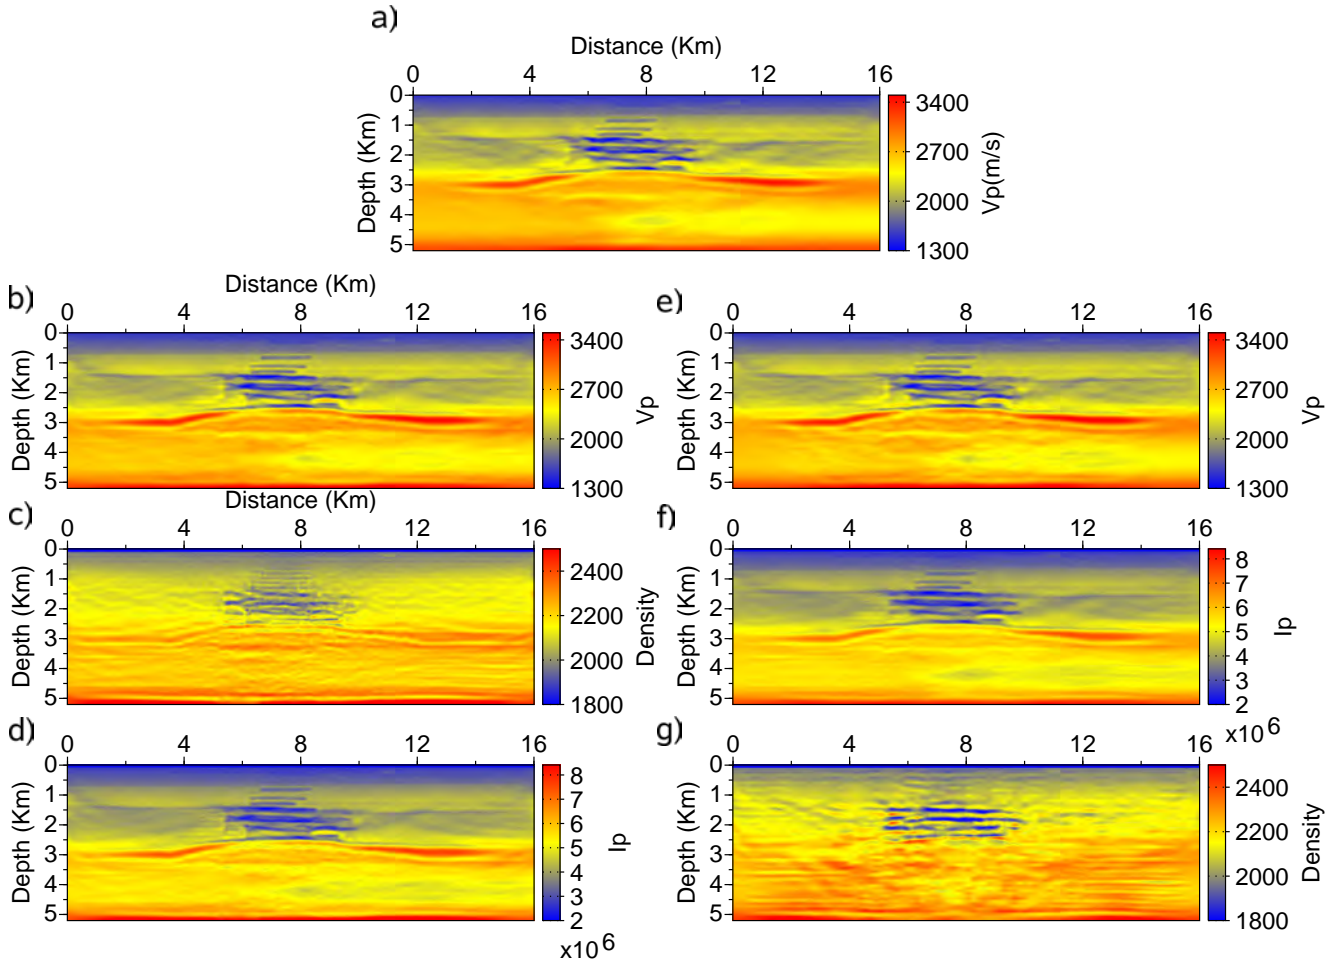 a)
Distance (Km)
0 4 8 12 16
Depth (Km)
0
1
2
3
4
5
3400
2700
2000
1300
Vp(m/s)
b)
Distance (Km)
0 4 8 12 16
Depth (Km)
0
1
2
3
4
5
3400
2700
2000
1300
Vp
e)
0 4 8 12 16
Depth (Km)
0
1
2
3
4
5
3400
2700
2000
1300
Vp
c)
Distance (Km)
0 4 8 12 16
Depth (Km)
0
1
2
3
4
5
2400
2200
2000
1800
Density
f)
0 4 8 12 16
Depth (Km)
0
1
2
3
4
5
8
7
6
5
4
3
2
Ip
x10 6
d)
0 4 8 12 16
Depth (Km)
0
1
2
3
4
5
8
7
6
5
4
3
2
Ip
x10 6
g)
0 4 8 12 16
Depth (Km)
0
1
2
3
4
5
2400
2200
2000
1800
Density